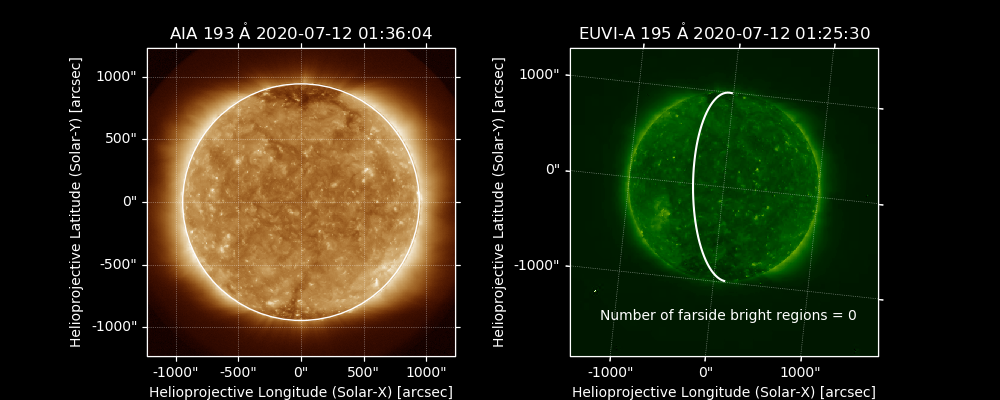 AIA 193 Å 2020-07-12 01:36:04
Helioprojective Latitude (Solar-Y) [arcsec]
1000"
500"
0"
-500"
-1000"
-1000" -500" 0" 500" 1000"
Helioprojective Longitude (Solar-X) [arcsec]
EUVI-A 195 Å 2020-07-12 01:25:30
Helioprojective Latitude (Solar-Y) [arcsec]
1000"
0"
-1000"
Number of farside bright regions = 0
-1000" 0" 1000"
Helioprojective Longitude (Solar-X) [arcsec]